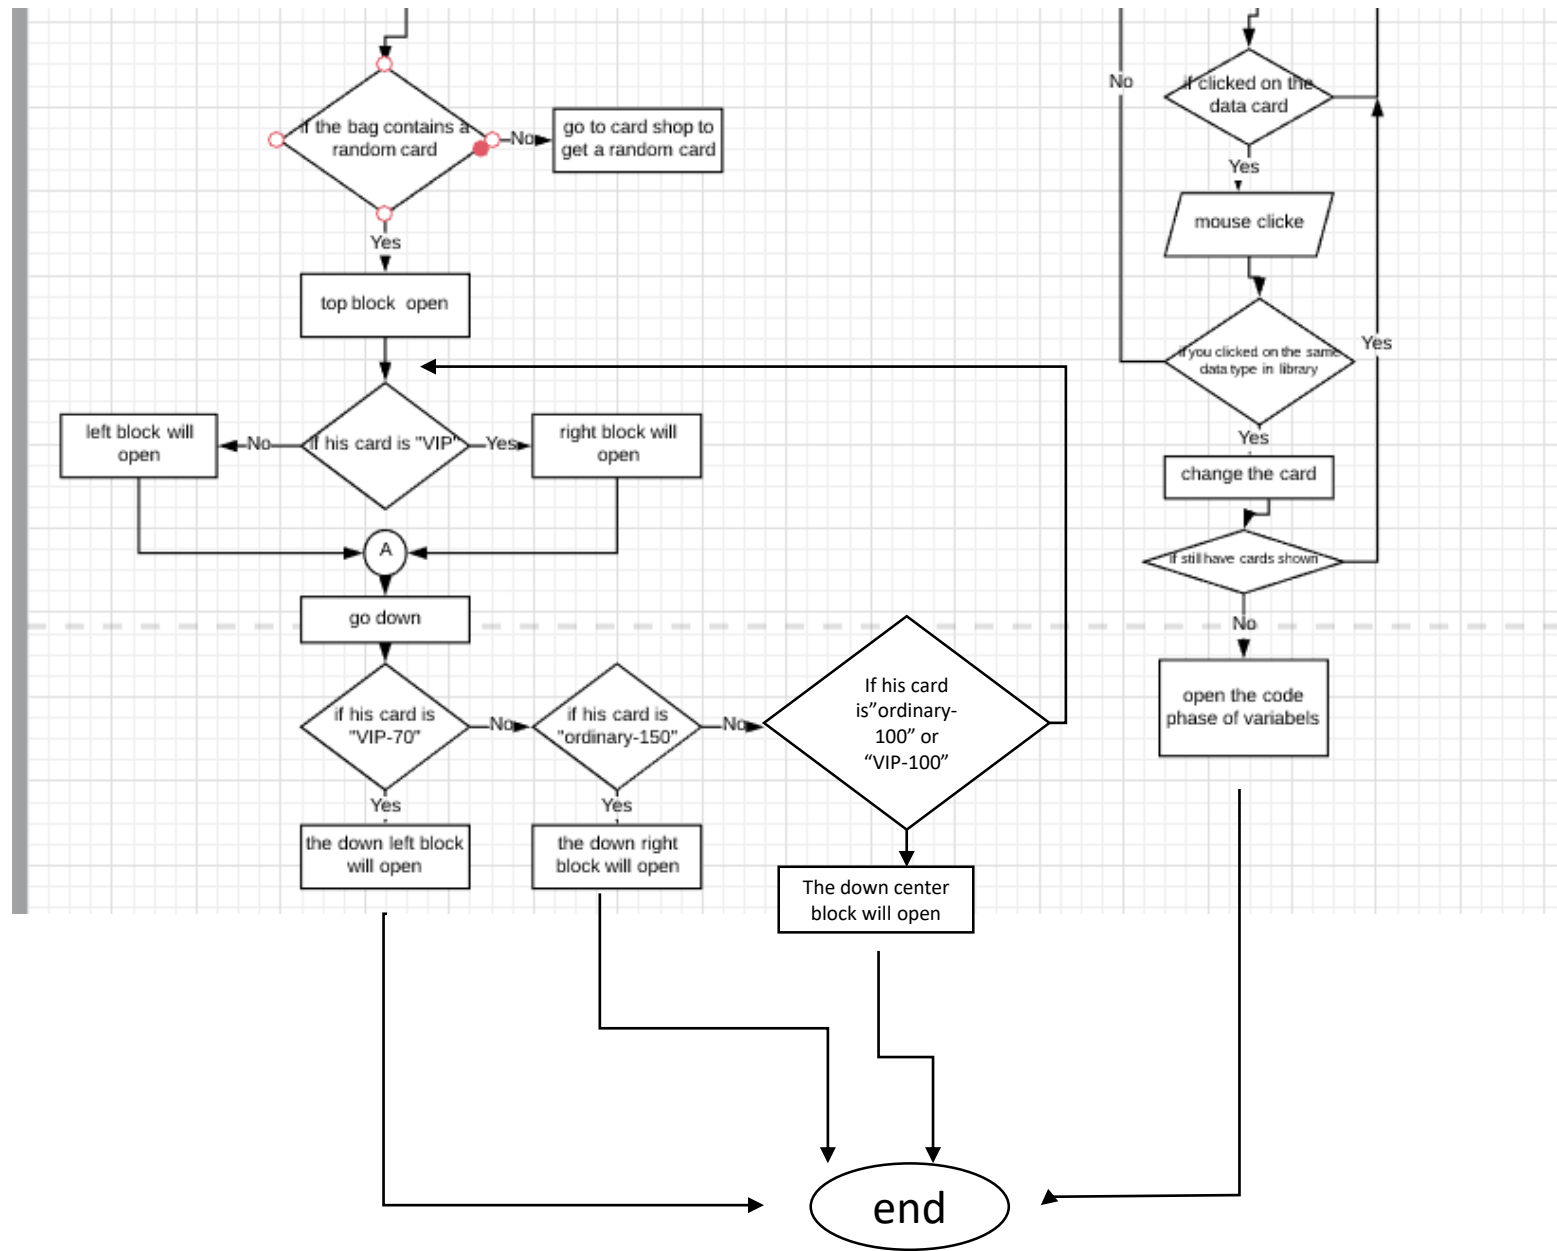 if the bag contains a
random card
No
go to card shop to
get a random card
Yes
top block open
if his card is "VIP"
No
left block will
open
Yes
right block will
open
A
go down
if his card is
"VIP-70"
No
if his card is
"ordinary-150"
No
If his card
is”ordinary-
100” or
“VIP-100”
Yes
the down left block
will open
Yes
the down right
block will open
The down center
block will open
No
if clicked on the
data card
Yes
mouse clicke
if you clicked on the same
data type in library
Yes
Yes
change the card
if still have cards shown
No
open the code
phase of variabels
end